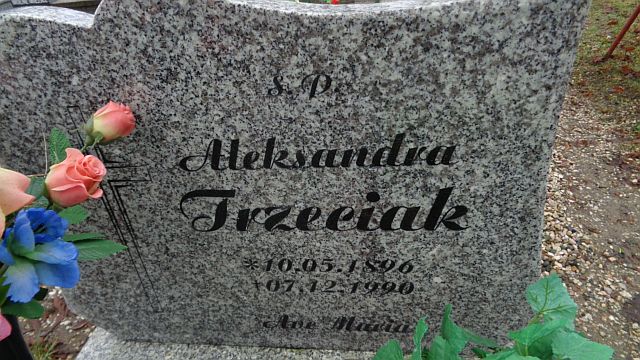 Ś. P.
Aleksandra
Trzeciak
*10.05.1896
†07.12.1990
Ave Maria